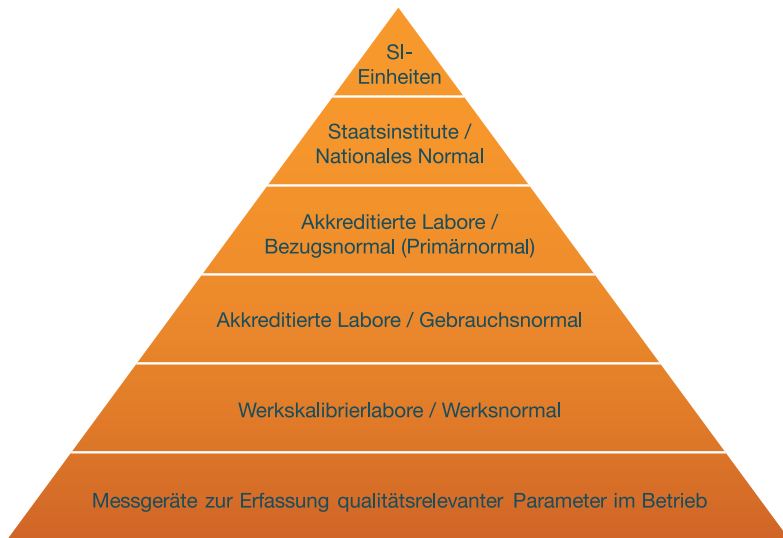 SI-
Einheiten
Staatsinstitute /
Nationales Normal
Akkreditierte Labore /
Bezugsnormal (Primärnormal)
Akkreditierte Labore / Gebrauchsnormal
Werkskalibrierlabore / Werksnormal
Messgeräte zur Erfassung qualitätsrelevanter Parameter im Betrieb